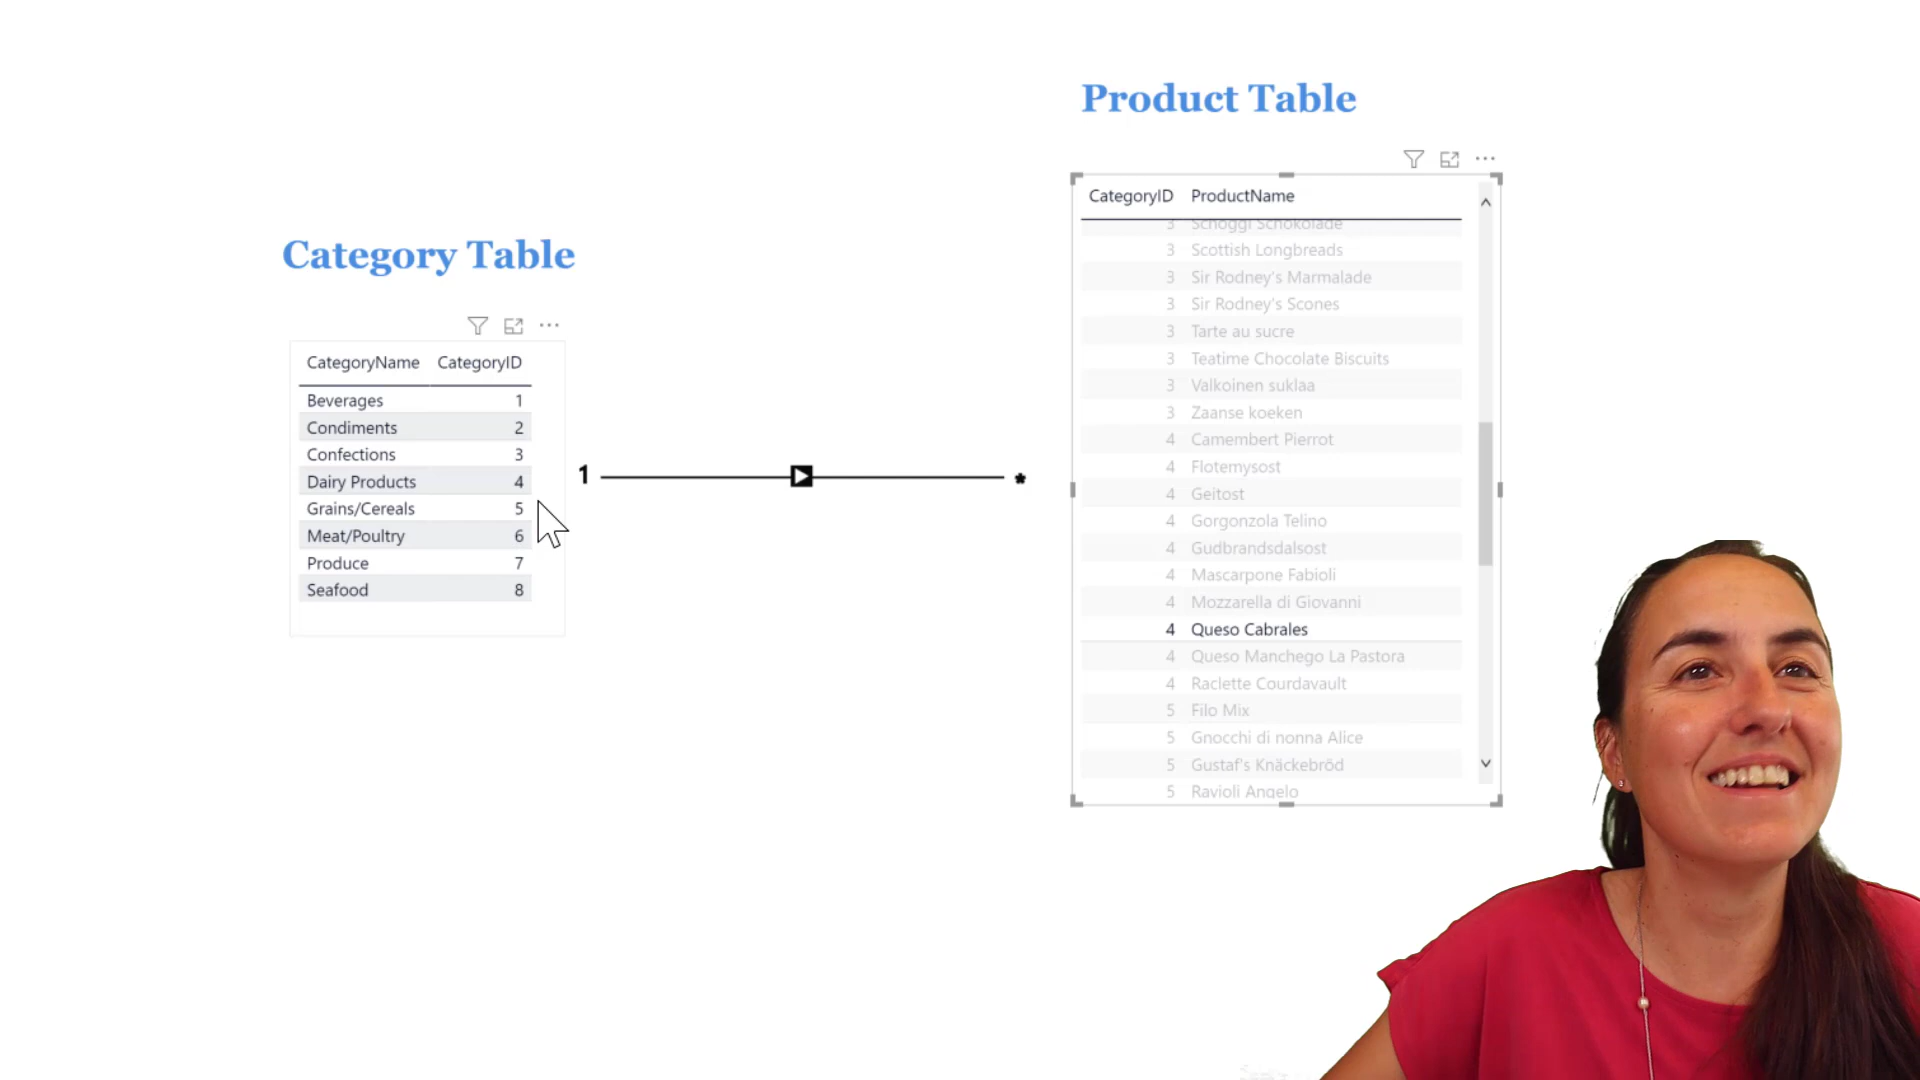 Product Table
Category Table
CategoryName CategoryID
Beverages 1
Condiments 2
Confections 3
Dairy Products 4
Grains/Cereals 5
Meat/Poultry 6
Produce 7
Seafood 8
1
*
CategoryID ProductName
3 Schoggi Schokolade
3 Scottish Longbreads
3 Sir Rodney's Marmalade
3 Sir Rodney's Scones
3 Tarte au sucre
3 Teatime Chocolate Biscuits
3 Valkoinen suklaa
3 Zaanse koeken
4 Camembert Pierrot
4 Flotemysost
4 Geitost
4 Gorgonzola Telino
4 Gudbrandsdalsost
4 Mascarpone Fabioli
4 Mozzarella di Giovanni
4 Queso Cabrales
4 Queso Manchego La Pastora
4 Raclette Courdavault
5 Filo Mix
5 Gnocchi di nonna Alice
5 Gustaf's Knäckebröd
5 Ravioli Angelo